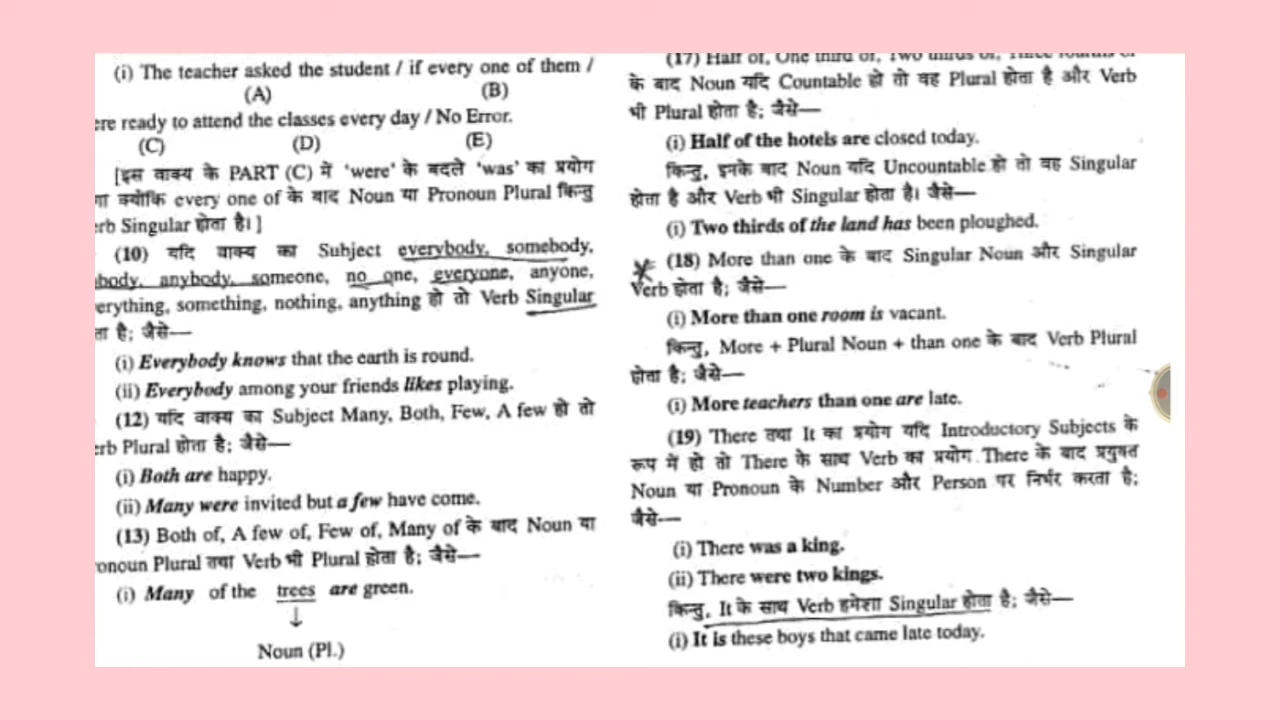 (i) The teacher asked the student / if every one of them /
(A) (B)
ere ready to attend the classes every day / No Error.
(C) (D) (E)
[इस वाक्य के PART (C) में 'were' के बदले 'was' का प्रयोग
गा क्योंकि every one of के बाद Noun या Pronoun Plural किन्तु
erb Singular होता है। ]
(10) यदि वाक्य का Subject everybody, somebody,
body, anybody, someone, no one, everyone, anyone,
erything, something, nothing, anything हो तो Verb Singular
ता है; जैसे—
(i) Everybody knows that the earth is round.
(ii) Everybody among your friends likes playing.
(12) यदि वाक्य का Subject Many, Both, Few, A few हो तो
erb Plural होता है; जैसे—
(i) Both are happy.
(ii) Many were invited but a few have come.
(13) Both of, A few of, Few of, Many of के बाद Noun या
onoun Plural तथा Verb भी Plural होता है; जैसे—
(i) Many of the trees are green.
Noun (Pl.)
(17) Half of, One third of, Two thirds of, Three fourths of
के बाद Noun यदि Countable हो तो वह Plural होता है और Verb
भी Plural होता है; जैसे—
(i) Half of the hotels are closed today.
किन्तु, इनके बाद Noun यदि Uncountable हो तो वह Singular
होता है और Verb भी Singular होता है। जैसे—
(i) Two thirds of the land has been ploughed.
(18) More than one के बाद Singular Noun और Singular
Verb होता है; जैसे—
(i) More than one room is vacant.
किन्तु, More + Plural Noun + than one के बाद Verb Plural
होता है; जैसे—
(i) More teachers than one are late.
(19) There तथा It का प्रयोग यदि Introductory Subjects के
रूप में हो तो There के साथ Verb का प्रयोग There के बाद प्रयुक्त
Noun या Pronoun के Number और Person पर निर्भर करता है;
जैसे—
(i) There was a king.
(ii) There were two kings.
किन्तु, It के साथ Verb हमेशा Singular होता है; जैसे—
(i) It is these boys that came late today.